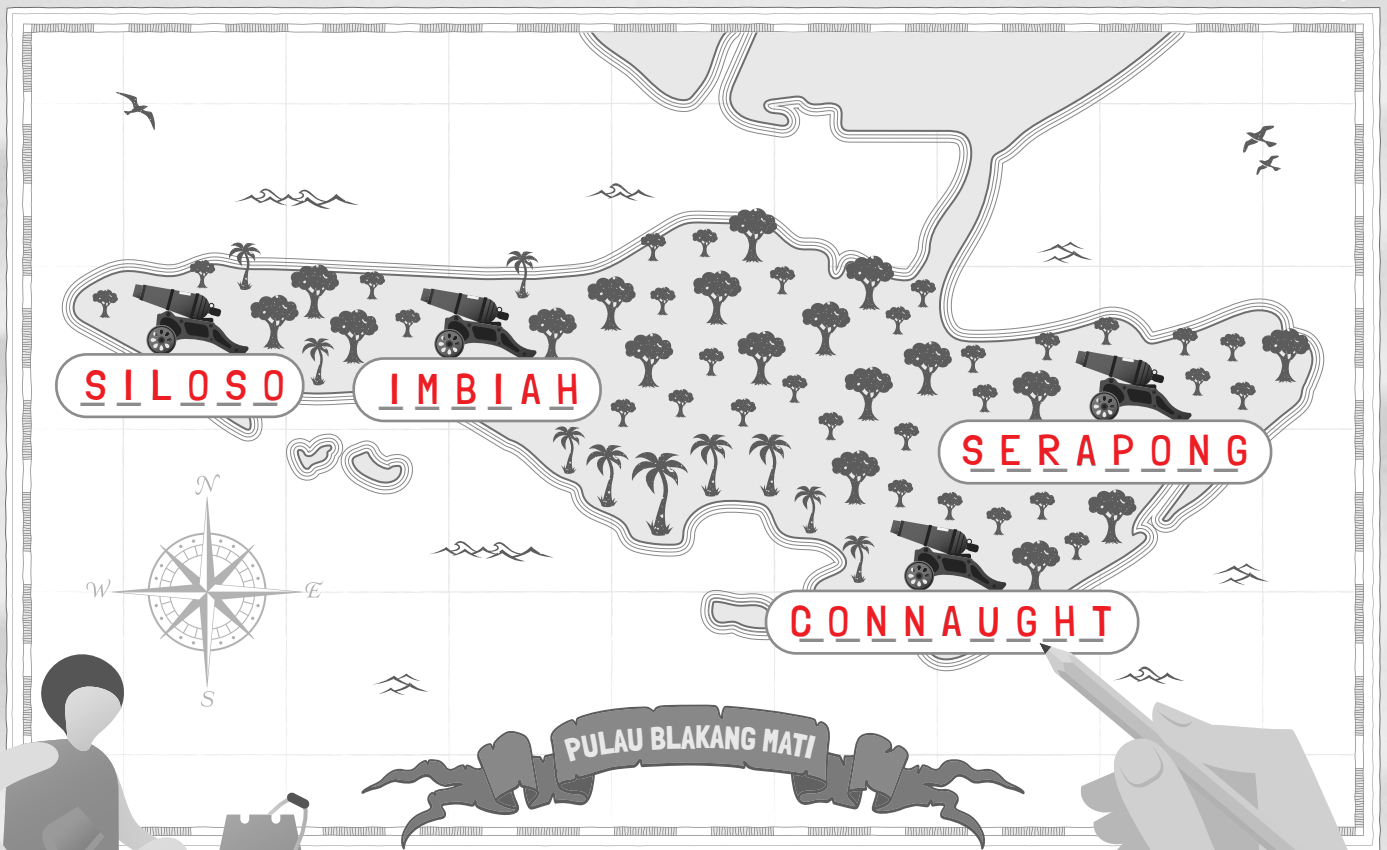 SILOSO
IMBIAH
SERAPONG
N
W
E
S
CONNAUGHT
PULAU BLAKANG MATI